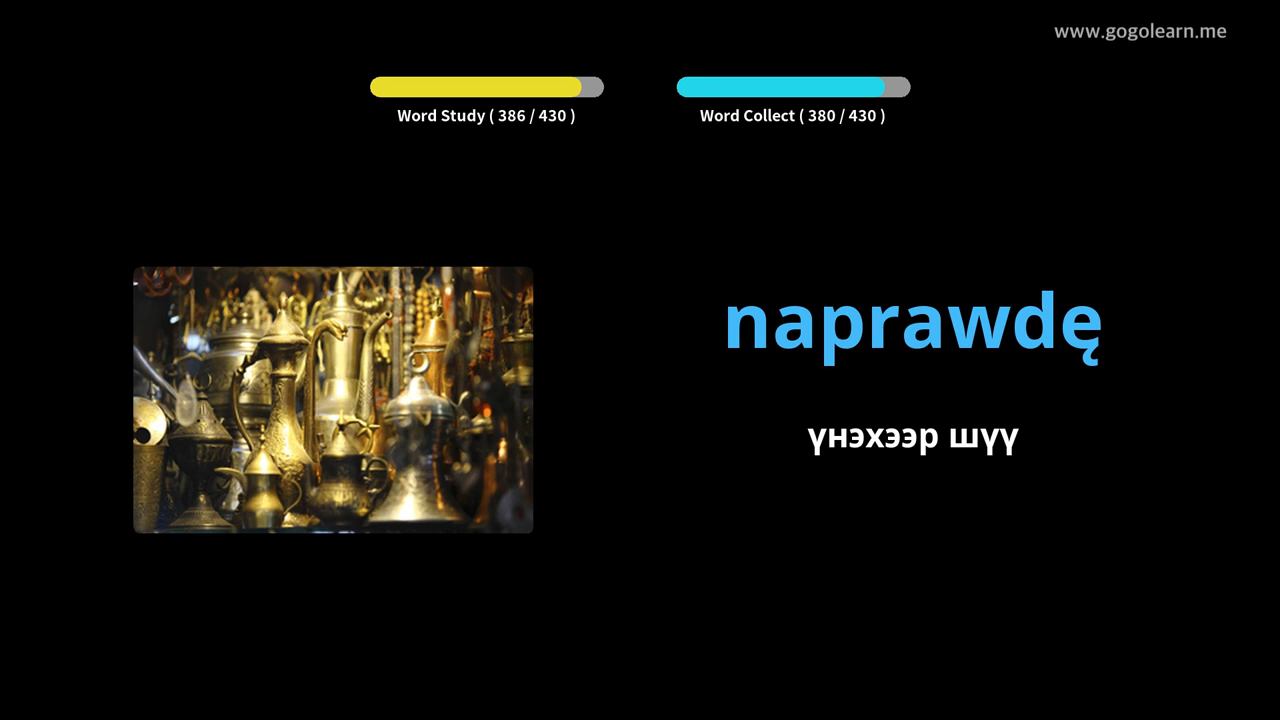 www.gogolearn.me
Word Study ( 386 / 430 )
Word Collect ( 380 / 430 )
naprawdę
үнэхээр шүү